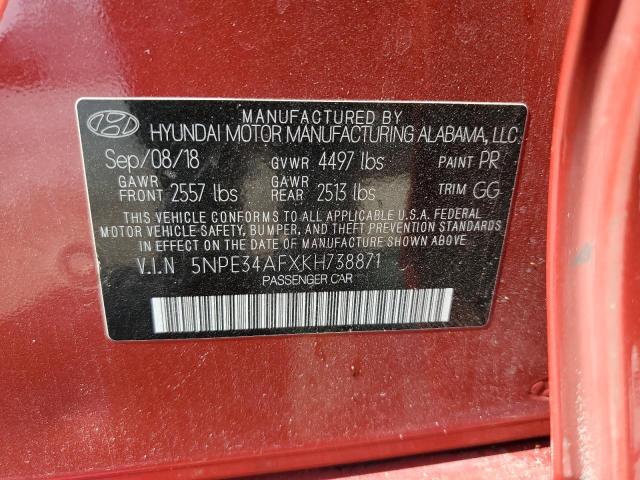 MANUFACTURED BY
HYUNDAI MOTOR MANUFACTURING ALABAMA, LLC.
Sep/08/18 GVWR 4497 lbs PAINT PR
GAWR FRONT 2557 lbs GAWR REAR 2513 lbs TRIM GG
THIS VEHICLE CONFORMS TO ALL APPLICABLE U.S.A. FEDERAL
MOTOR VEHICLE-SAFETY, BUMPER, AND THEFT PREVENTION
STANDARDS IN EFFECT ON THE DATE OF MANUFACTURE SHOWN ABOVE.
V.I.N 5NPE34AFXKH738871
PASSENGER CAR